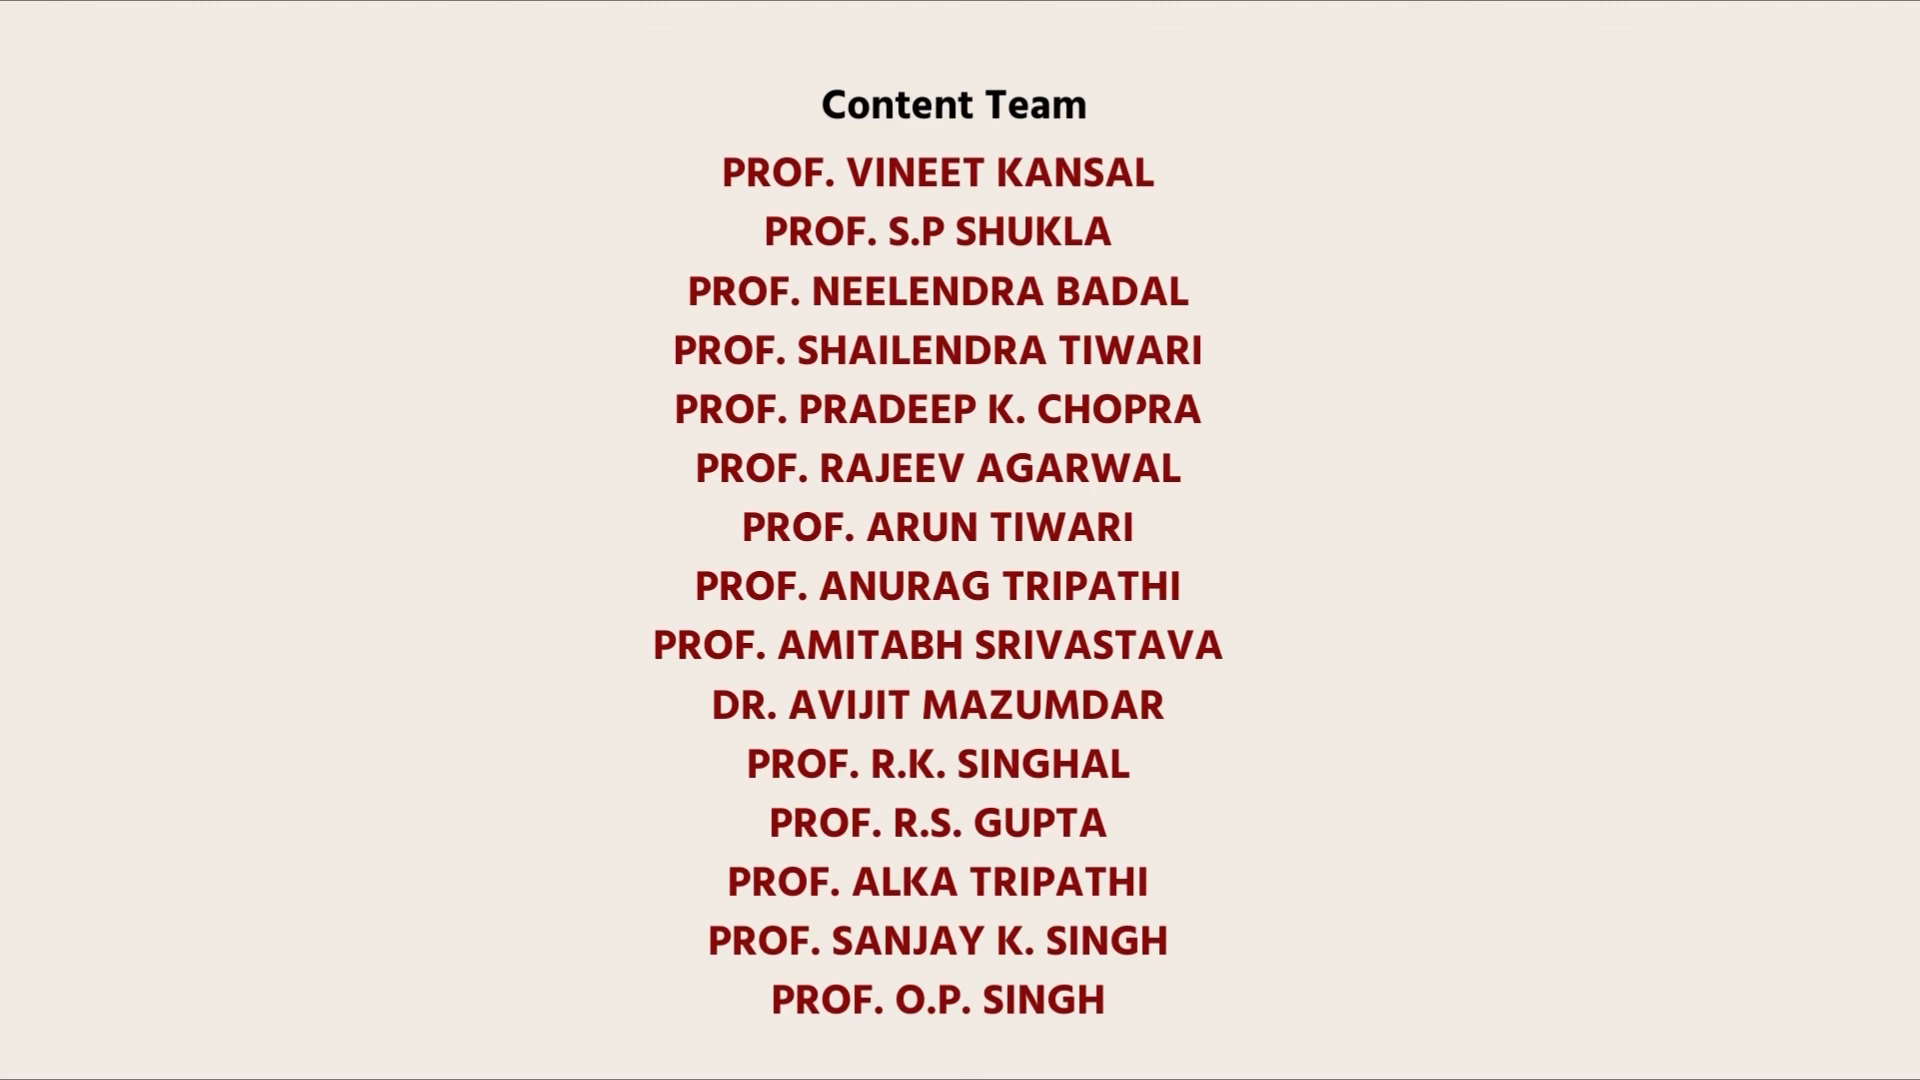 Content Team
PROF. VINEET KANSAL
PROF. S.P SHUKLA
PROF. NEELENDRA BADAL
PROF. SHAILENDRA TIWARI
PROF. PRADEEP K. CHOPRA
PROF. RAJEEV AGARWAL
PROF. ARUN TIWARI
PROF. ANURAG TRIPATHI
PROF. AMITABH SRIVASTAVA
DR. AVIJIT MAZUMDAR
PROF. R.K. SINGHAL
PROF. R.S. GUPTA
PROF. ALKA TRIPATHI
PROF. SANJAY K. SINGH
PROF. O.P. SINGH